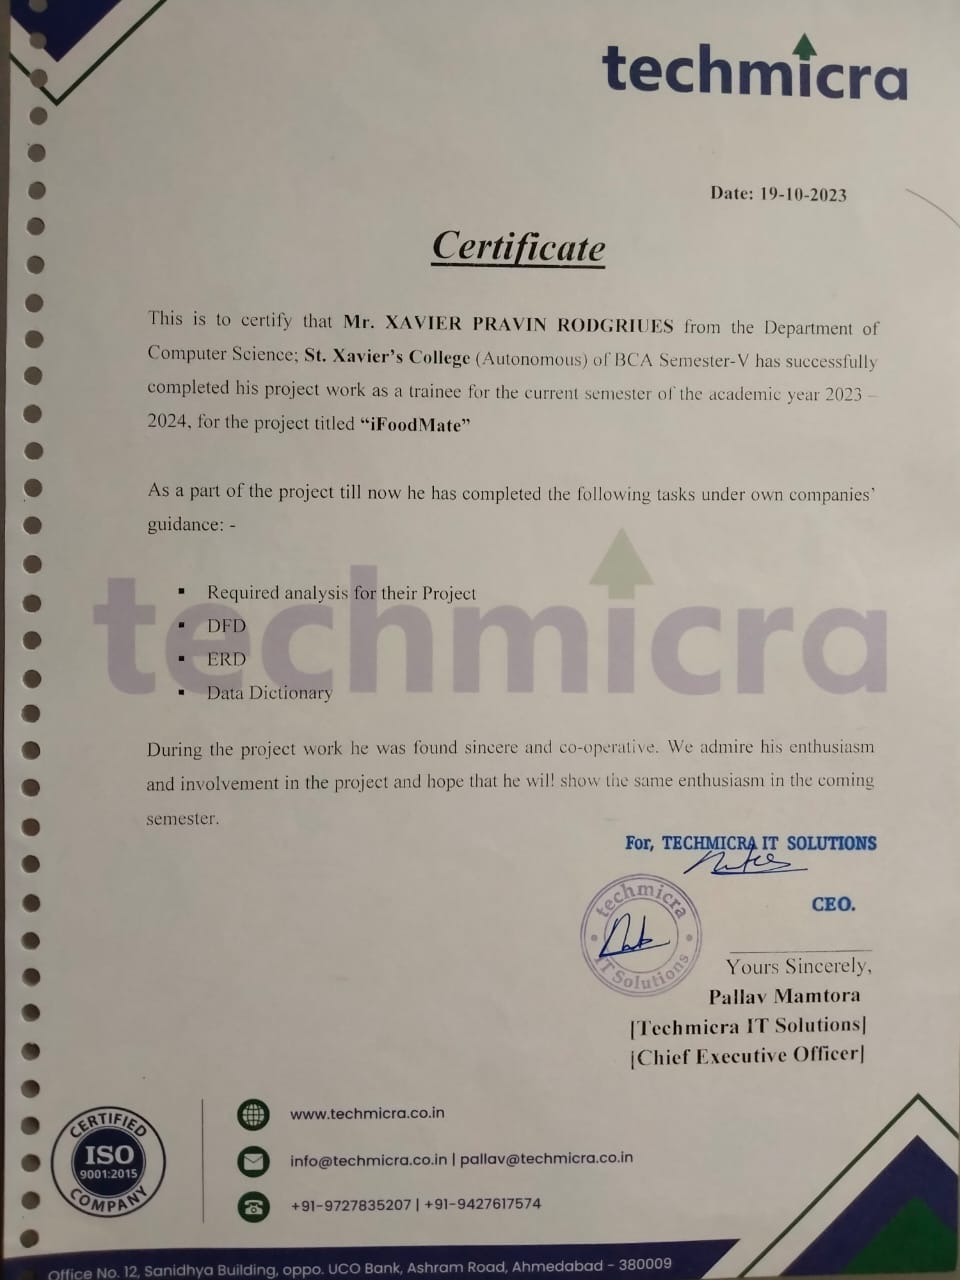 techmicra
Date: 19-10-2023
Certificate
This is to certify that Mr. XAVIER PRAVIN RODGRIUES from the Department of
Computer Science; St. Xavier's College (Autonomous) of BCA Semester-V has successfully
completed his project work as a trainee for the current semester of the academic year 2023 –
2024, for the project titled “iFoodMate”
As a part of the project till now he has completed the following tasks under own companies’
guidance: -
▪ Required analysis for their Project
▪ DFD
▪ ERD
▪ Data Dictionary
techmicra
During the project work he was found sincere and co-operative. We admire his enthusiasm
and involvement in the project and hope that he will show the same enthusiasm in the coming
semester.
For, TECHMICRA IT SOLUTIONS
CEO.
techmicra
IT Solutions
Yours Sincerely,
Pallav Mamtora
[Techmicra IT Solutions]
[Chief Executive Officer]
CERTIFIED
ISO
9001:2015
COMPANY
www.techmicra.co.in
info@techmicra.co.in | pallav@techmicra.co.in
+91-9727835207 | +91-9427617574
Office No. 12, Sanidhya Building, oppo. UCO Bank, Ashram Road, Ahmedabad - 380009